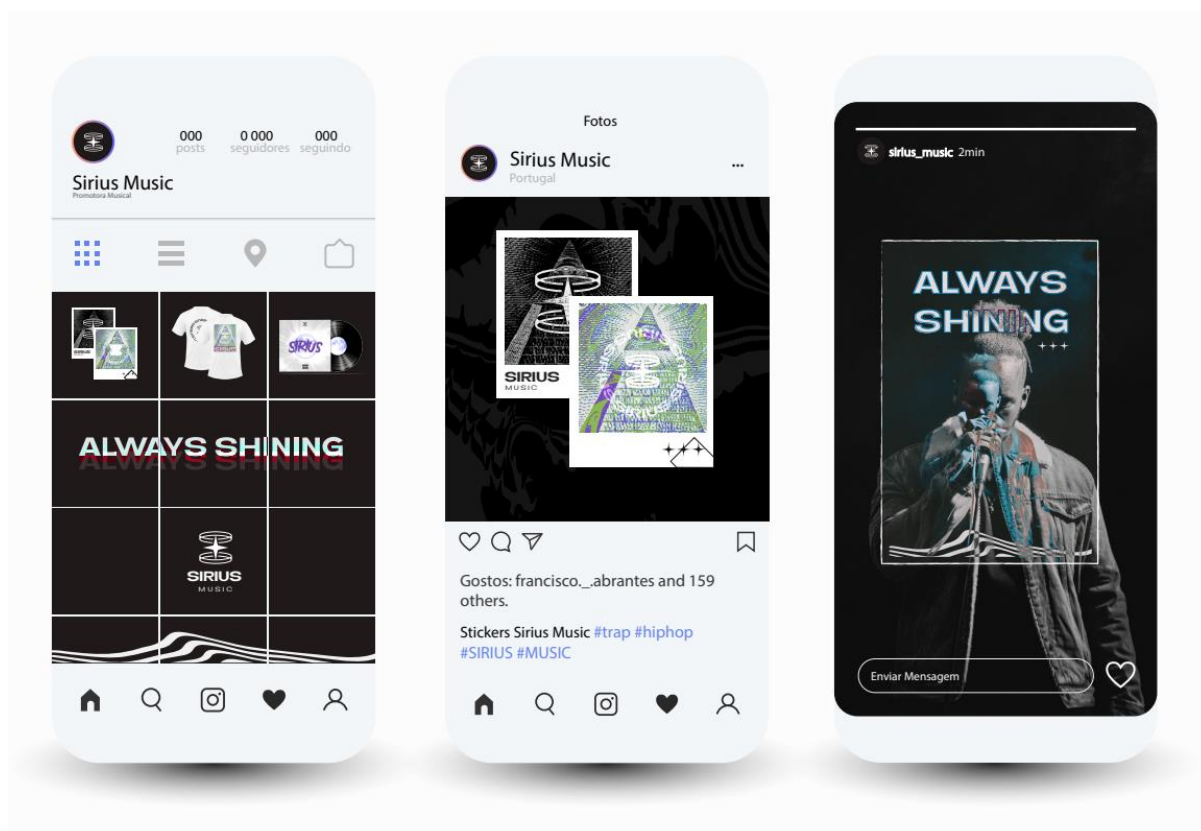 000
posts
0 000
seguidores
000
seguindo
Sirius Music
Promotora Musical
SIRIUS
ALWAYS SHINING
SIRIUS
MUSIC
Fotos
Sirius Music
Portugal
...
SIRIUS
MUSIC
Gostos: francisco._.abrantes and 159
others.
Stickers Sirius Music #trap #hiphop
#SIRIUS #MUSIC
sirius_music 2min
ALWAYS
SHINING
Enviar Mensagem